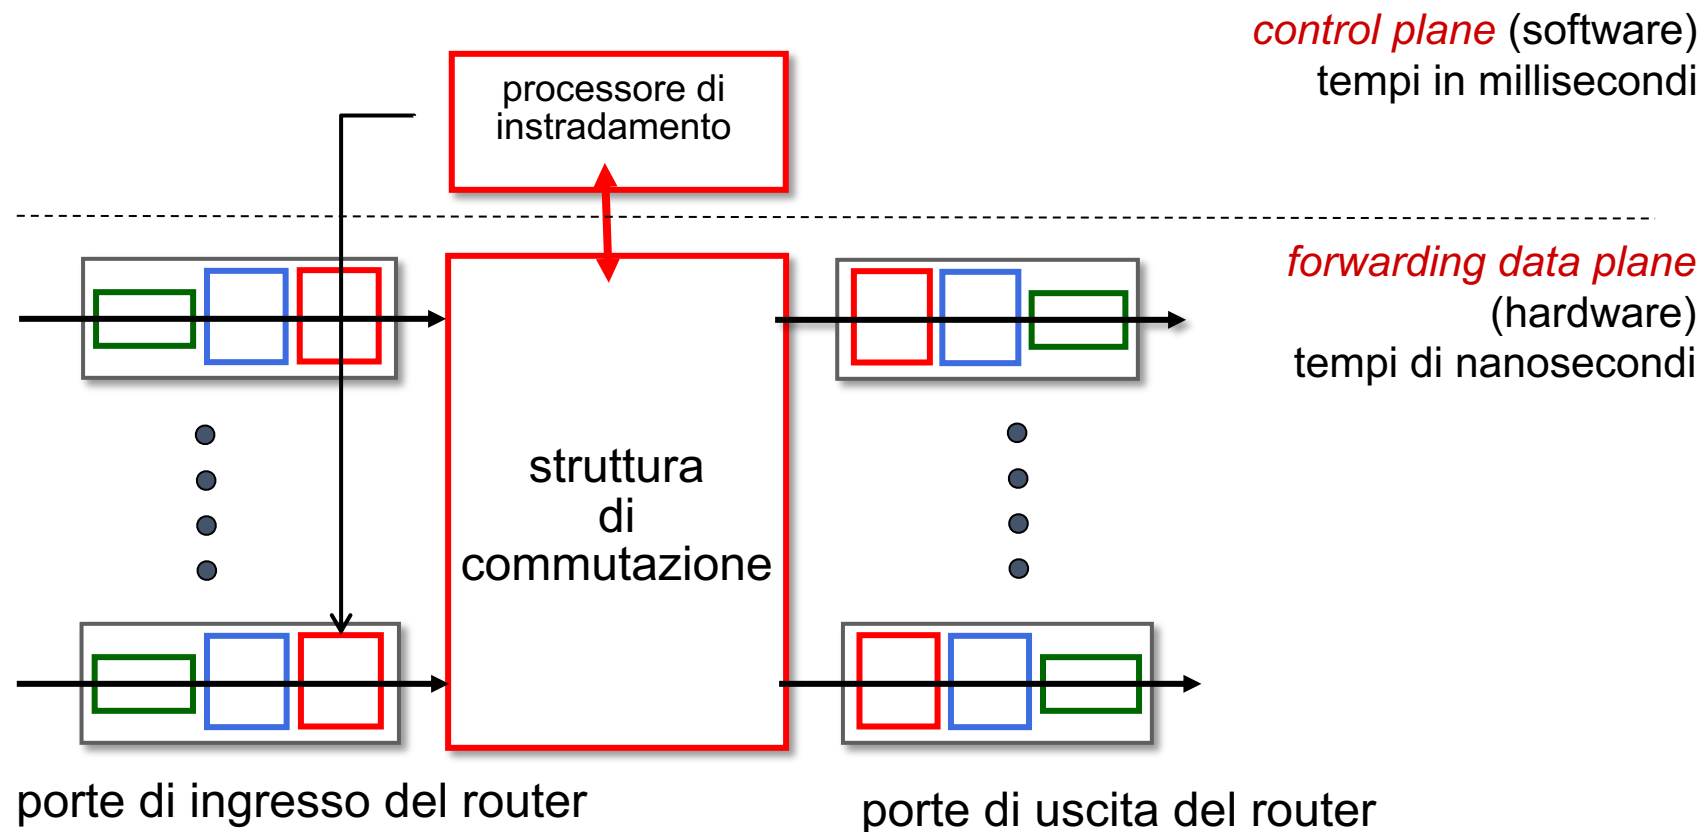 control plane (software)
tempi in millisecondi
processore di
instradamento
forwarding data plane
(hardware)
tempi di nanosecondi
struttura
di
commutazione
porte di ingresso del router
porte di uscita del router